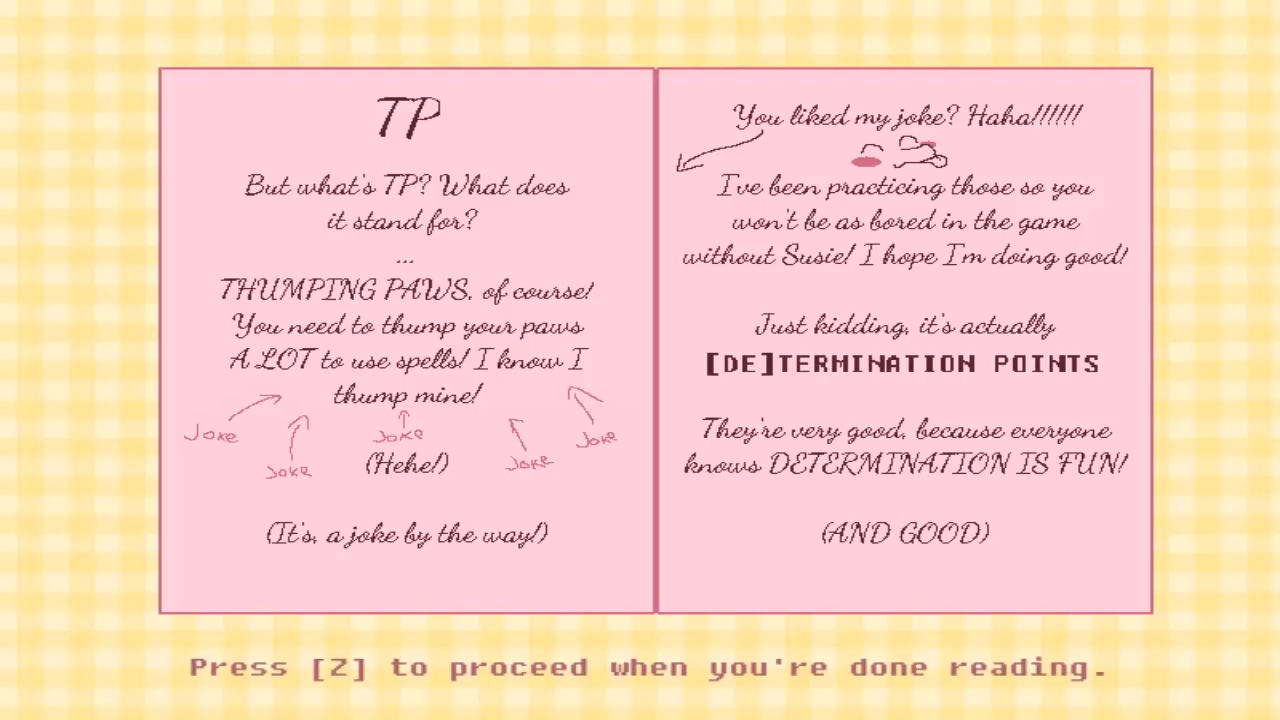 TP
But what's TP? What does
it stand for?
...
THUMPING PAWS, of course!
You need to thump your paws
A LOT to use spells! I know I
thump mine!
Joke
Joke
Joke
Joke
Joke
(Hehe!)
(It's, a joke by the way!)
You liked my joke? Haha!!!!!!
I've been practicing those so you
won't be as bored in the game
without Susie! I hope I'm doing good!
Just kidding, it's actually
[DE]TERMINATION POINTS
They're very good, because everyone
knows DETERMINATION IS FUN!
(AND GOOD)
Press [Z] to proceed when you're done reading.